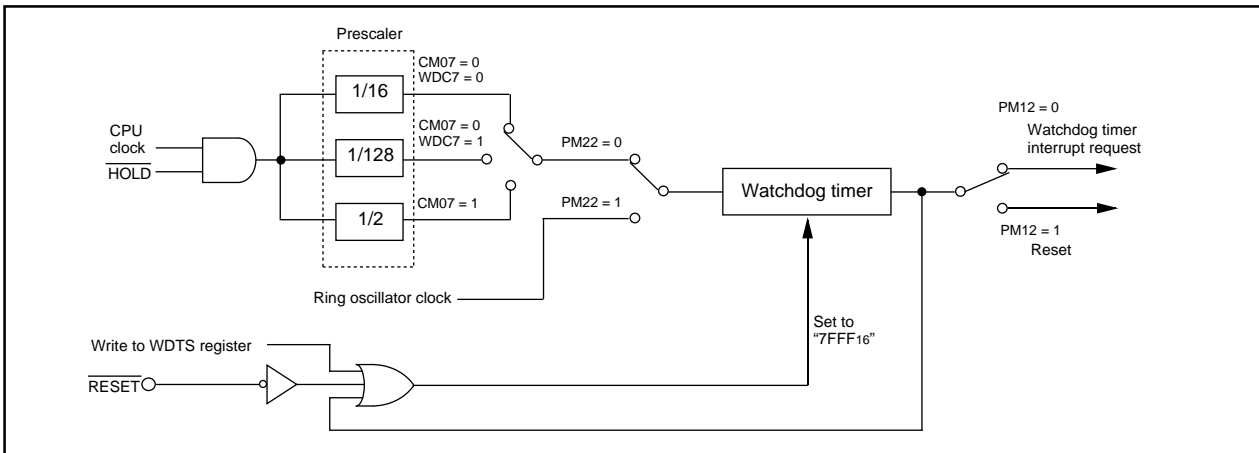 Prescaler
CM07 = 0
WDC7 = 0
1/16
PM12 = 0
Watchdog timer
interrupt request
CPU
clock
HOLD
CM07 = 0
WDC7 = 1
1/128
PM22 = 0
Watchdog timer
1/2
CM07 = 1
PM22 = 1
PM12 = 1
Reset
Ring oscillator clock
Set to
“7FFF16”
Write to WDTS register
RESET